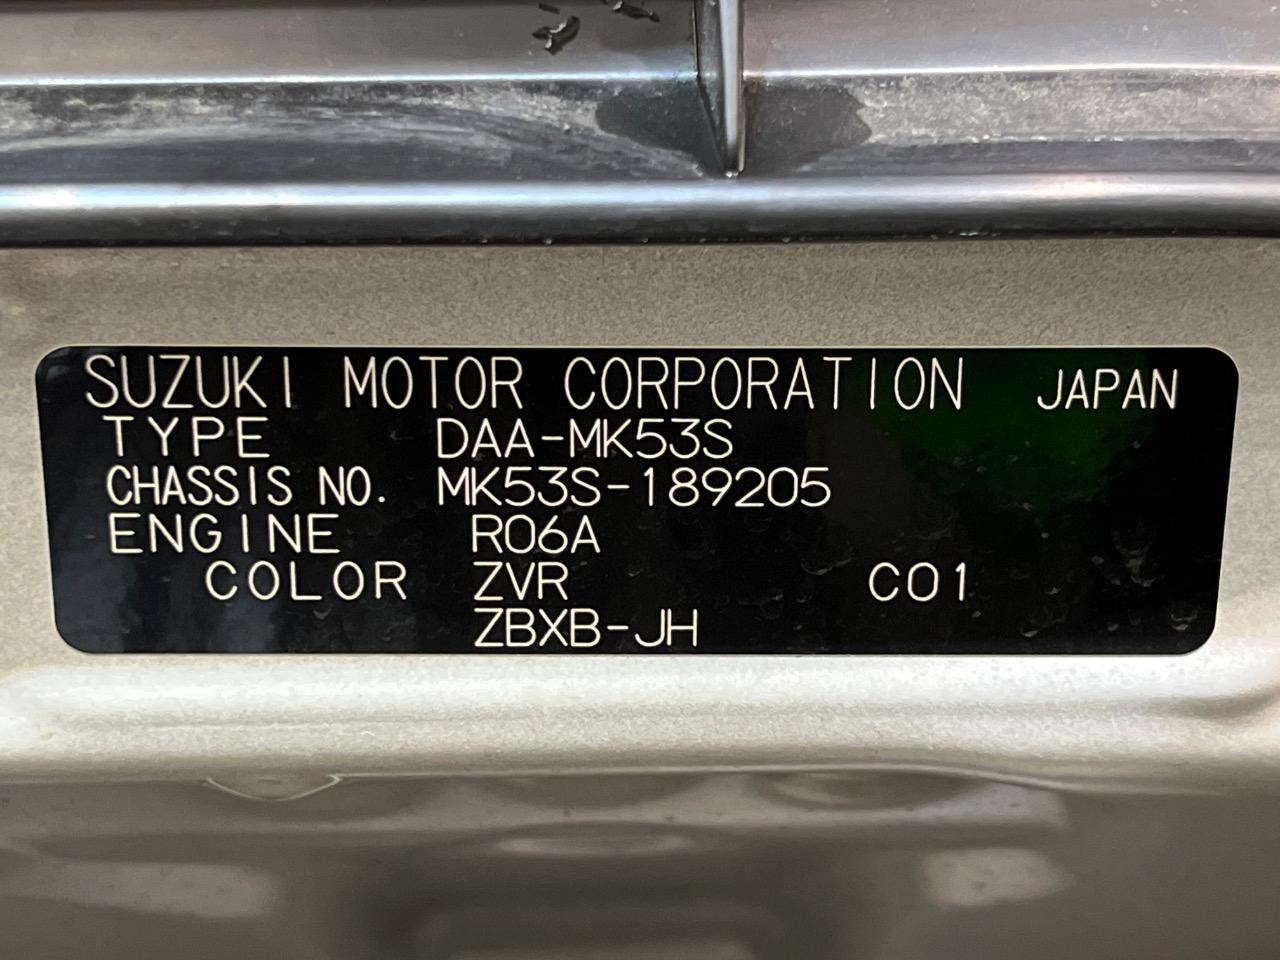 SUZUKI MOTOR CORPORATION JAPAN
TYPE DAA-MK53S
CHASSIS NO. MK53S-189205
ENGINE R06A
COLOR ZVR C01
ZBXB-JH